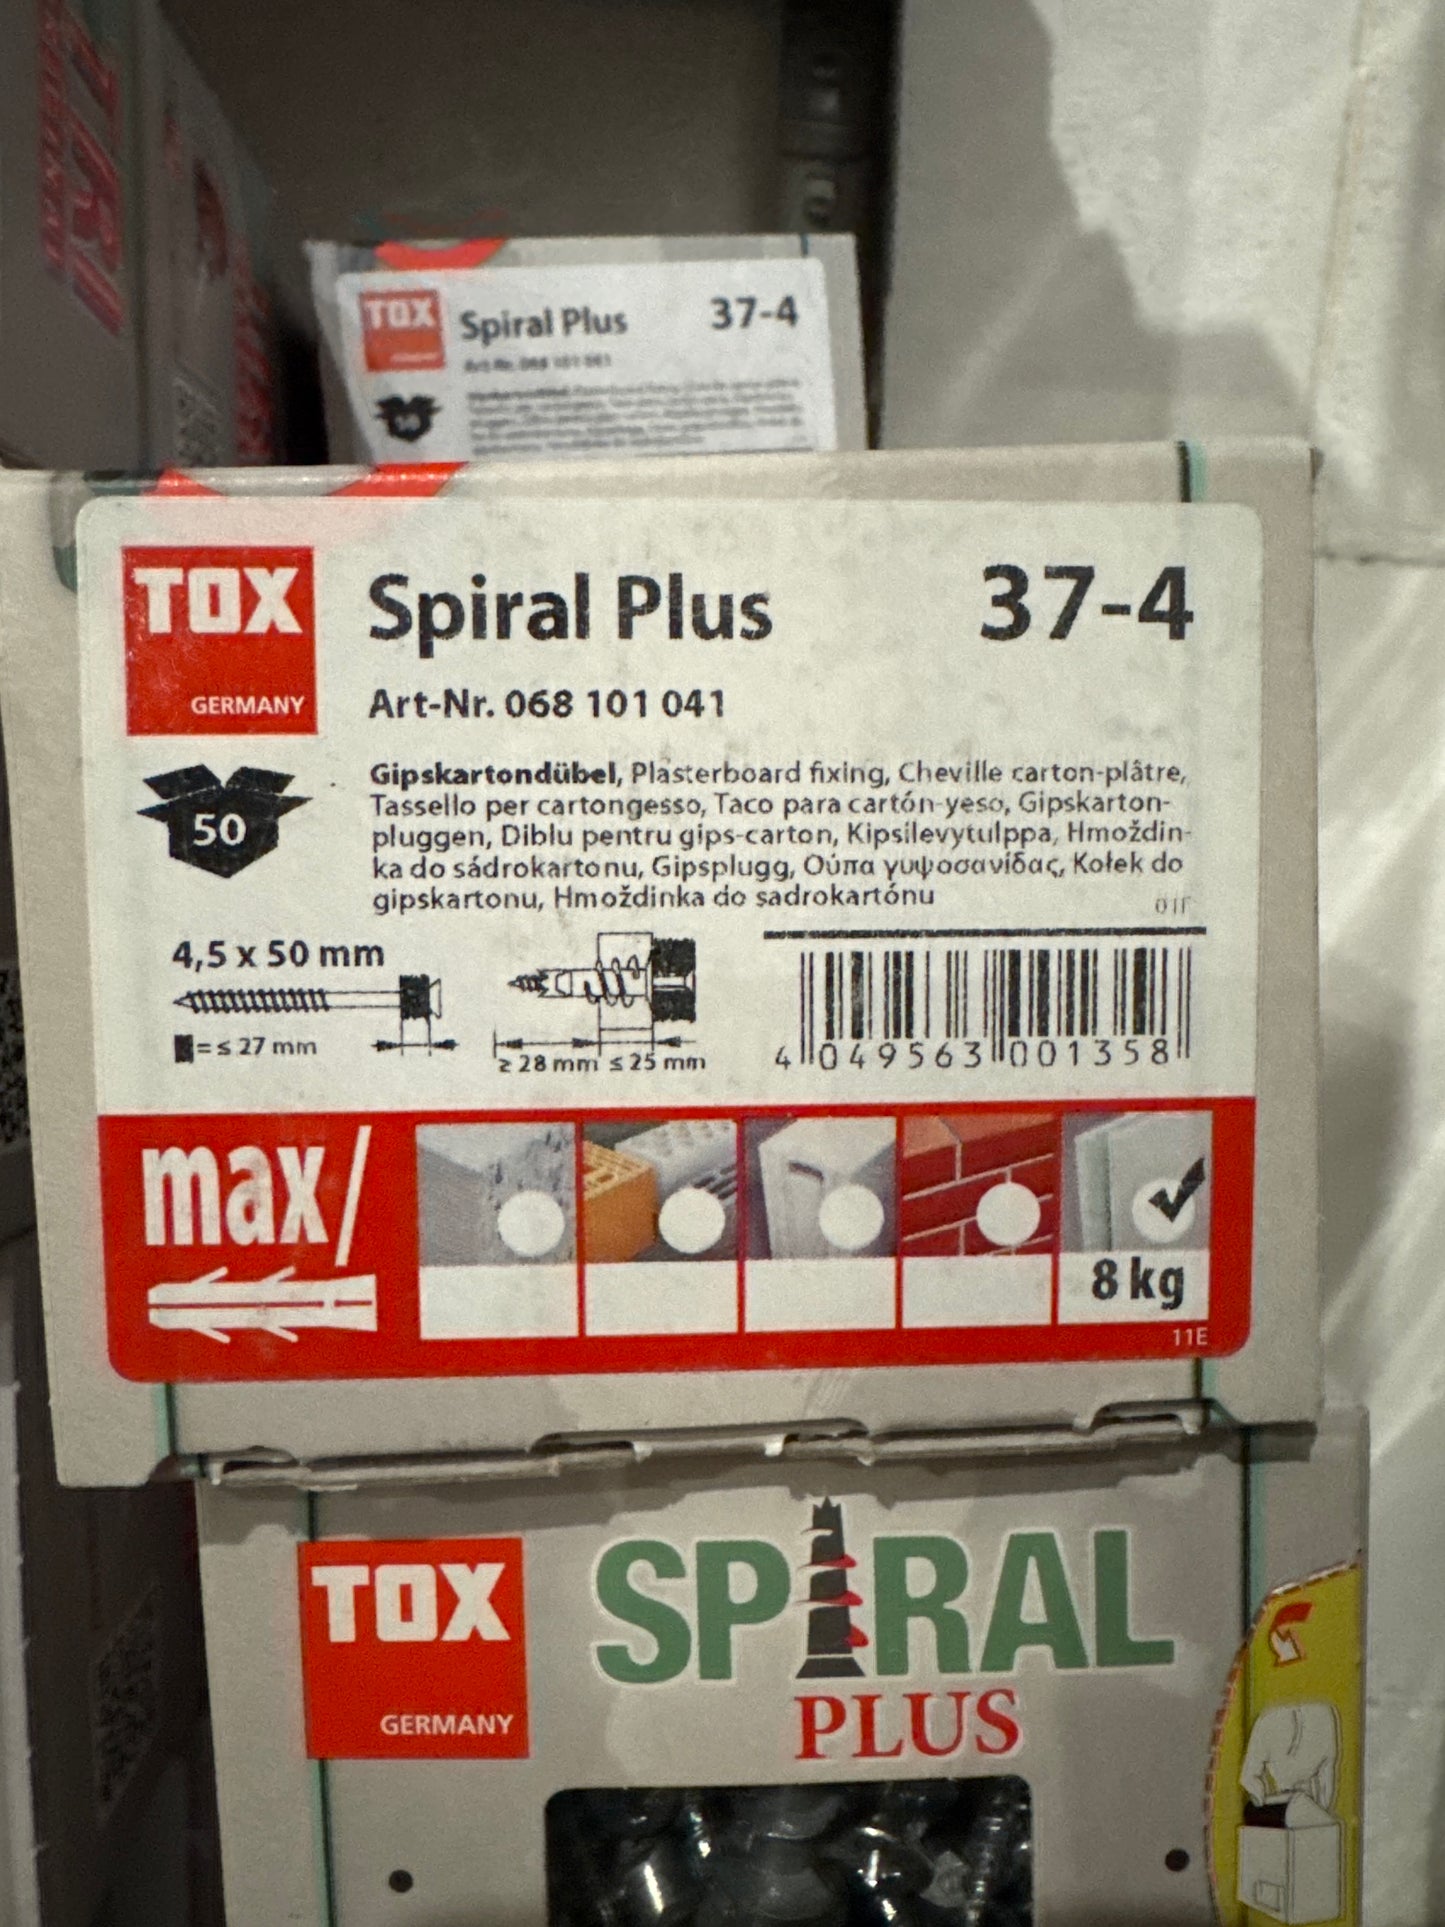 TOX
GERMANY
Spiral Plus
37-4
50
TOX
GERMANY
Spiral Plus
37-4
Art-Nr. 068 101 041
50
Gipskartondübel, Plasterboard fixing, Cheville carton-plâtre,
Tassello per cartongesso, Taco para cartón-yeso, Gipskarton-
pluggen, Diblu pentru gips-carton, Kipsilevytulppa, Hmoždin-
ka do sádrokartonu, Gipsplugg, Ούπα γυψοσανίδας, Kołek do
gipskartonu, Hmoždinka do sadrokartónu
4,5 x 50 mm
= ≤ 27 mm
≥ 28 mm ≤ 25 mm
4 049563 001358
max/
8 kg
11E
TOX
GERMANY
SPIRAL
PLUS